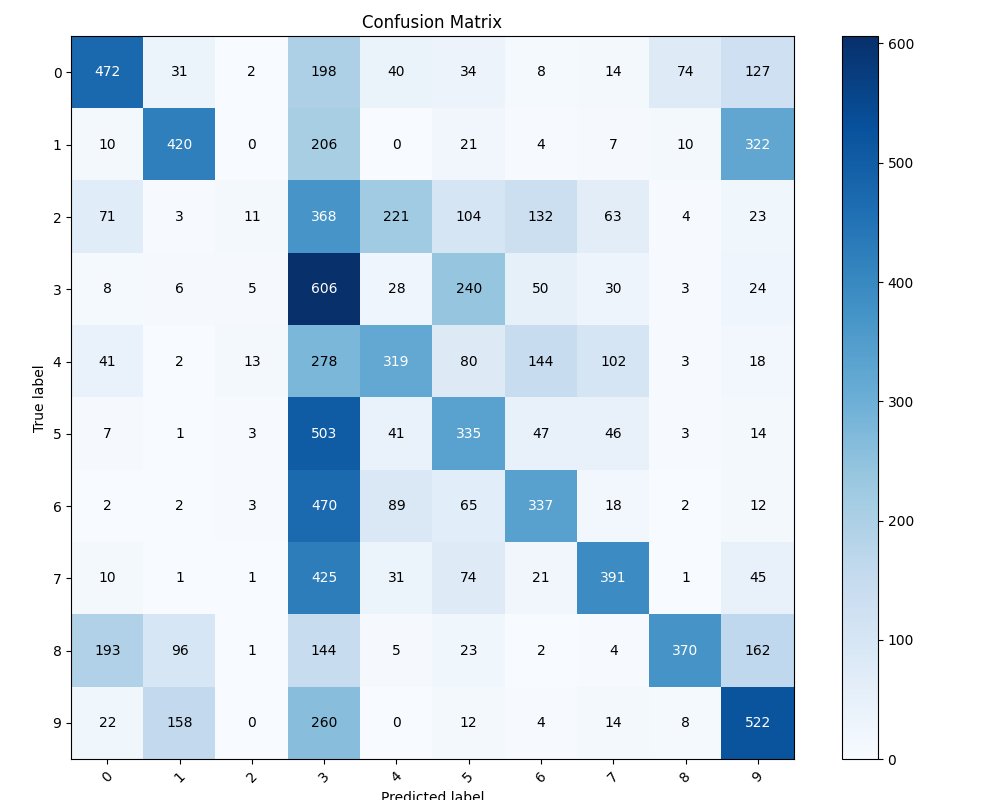 Confusion Matrix
0 472 31 2 198 40 34 8 14 74 127
1 10 420 0 206 0 21 4 7 10 322
2 71 3 11 368 221 104 132 63 4 23
3 8 6 5 606 28 240 50 30 3 24
4 41 2 13 278 319 80 144 102 3 18
5 7 1 3 503 41 335 47 46 3 14
6 2 2 3 470 89 65 337 18 2 12
7 10 1 1 425 31 74 21 391 1 45
8 193 96 1 144 5 23 2 4 370 162
9 22 158 0 260 0 12 4 14 8 522
True label
0 1 2 3 4 5 6 7 8 9
Predicted label
600
500
400
300
200
100
0